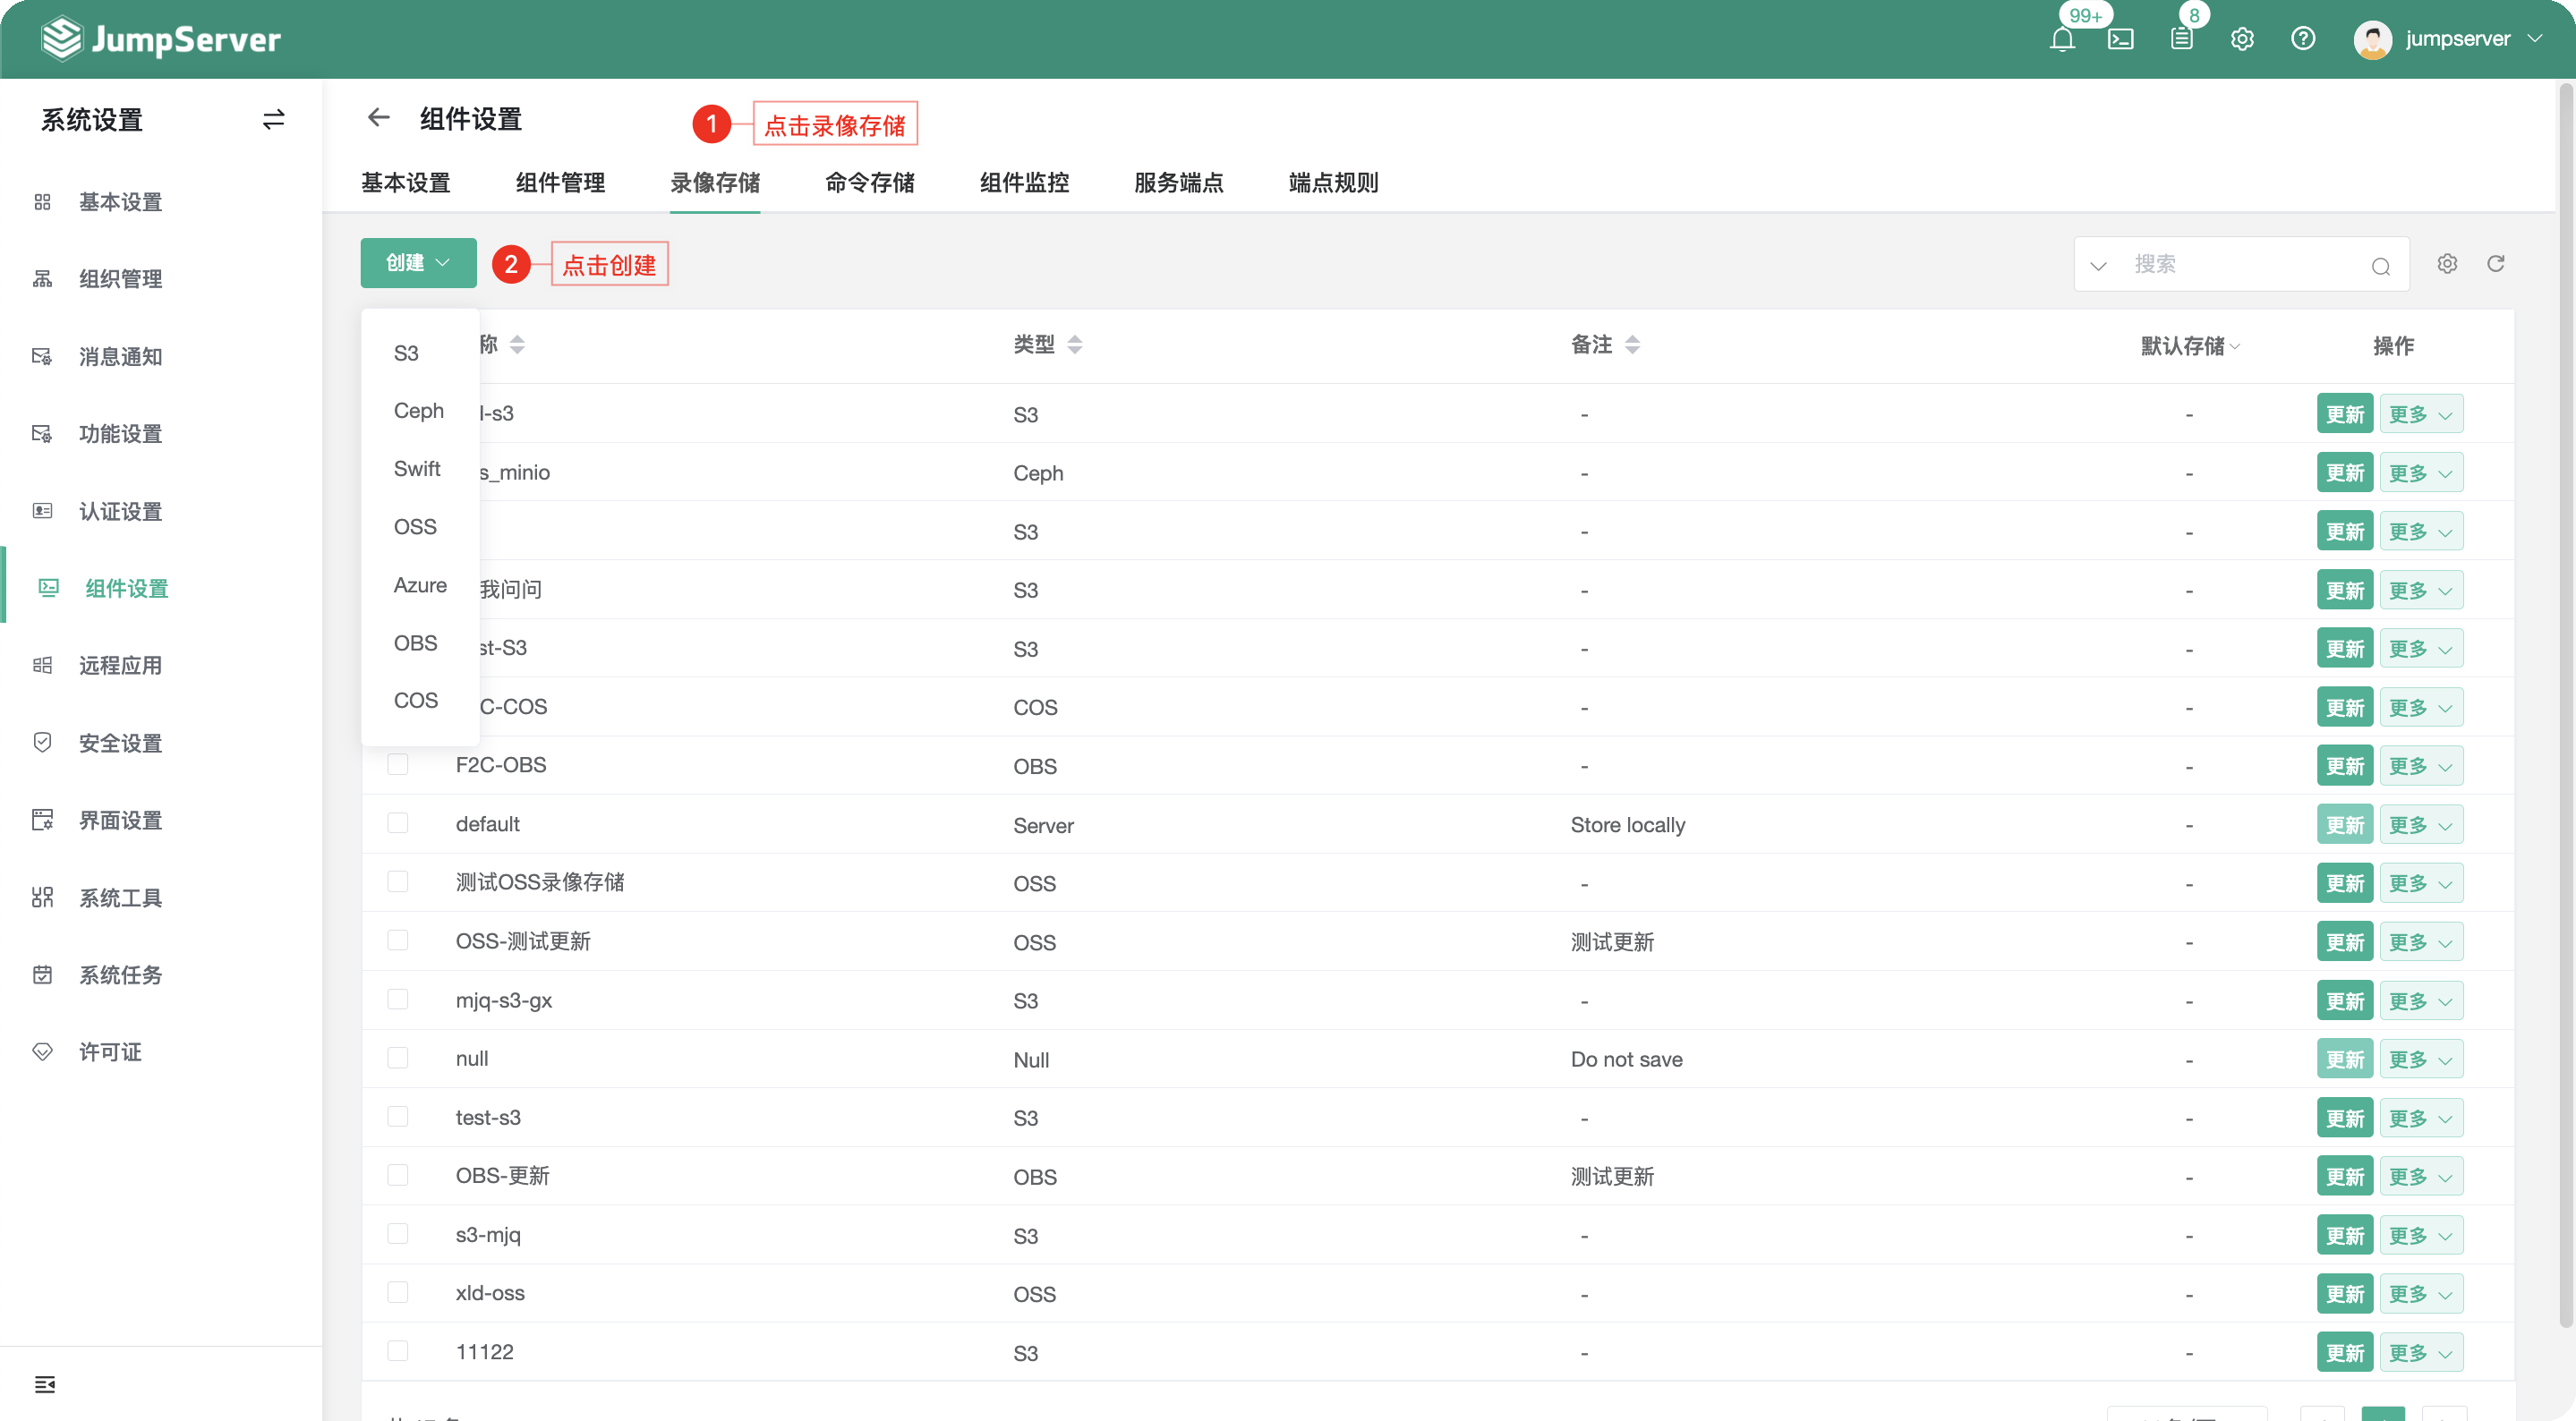 JumpServer
99+
8
jumpserver
系统设置
基本设置
组织管理
消息通知
功能设置
认证设置
组件设置
远程应用
安全设置
界面设置
系统工具
系统任务
许可证
组件设置
1 点击录像存储
基本设置 组件管理 录像存储 命令存储 组件监控 服务端点 端点规则
创建
2 点击创建
搜索
S3
Ceph
Swift
OSS
Azure
OBS
COS
称 类型 备注 默认存储 操作
l-s3 S3 - - 更新 更多
s_minio Ceph - - 更新 更多
S3 - - 更新 更多
我问问 S3 - - 更新 更多
st-S3 S3 - - 更新 更多
C-COS COS - - 更新 更多
F2C-OBS OBS - - 更新 更多
default Server Store locally - 更新 更多
测试OSS录像存储 OSS - - 更新 更多
OSS-测试更新 OSS 测试更新 - 更新 更多
mjq-s3-gx S3 - - 更新 更多
null Null Do not save - 更新 更多
test-s3 S3 - - 更新 更多
OBS-更新 OBS 测试更新 - 更新 更多
s3-mjq S3 - - 更新 更多
xld-oss OSS - - 更新 更多
11122 S3 - - 更新 更多